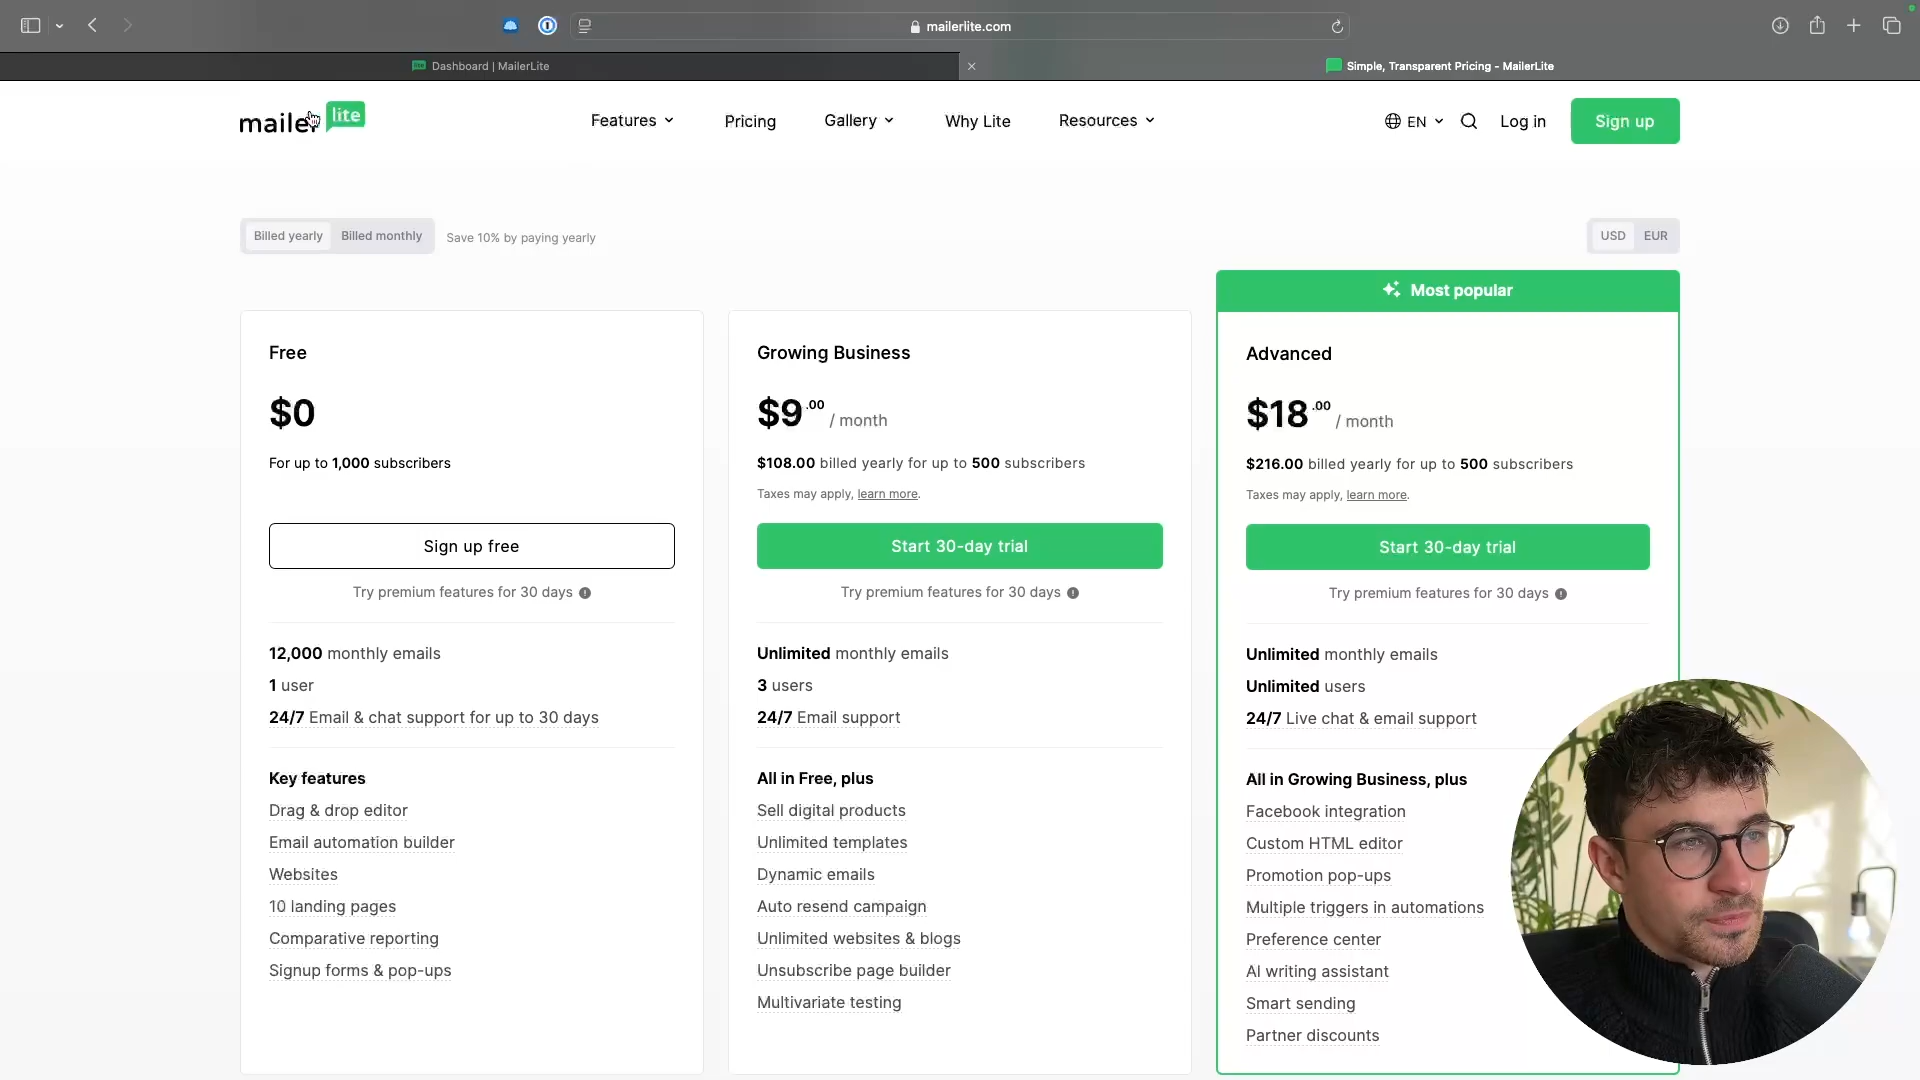 mailerlite.com
Dashboard | MailerLite
Simple, Transparent Pricing - MailerLite
mailer lite
Features
Pricing
Gallery
Why Lite
Resources
EN
Log in
Sign up
Billed yearly
Billed monthly
Save 10% by paying yearly
USD
EUR
Most popular
Free
$0
For up to 1,000 subscribers
Sign up free
Try premium features for 30 days
12,000 monthly emails
1 user
24/7 Email & chat support for up to 30 days
Key features
Drag & drop editor
Email automation builder
Websites
10 landing pages
Comparative reporting
Signup forms & pop-ups
Growing Business
$9.00 / month
$108.00 billed yearly for up to 500 subscribers
Taxes may apply, learn more.
Start 30-day trial
Try premium features for 30 days
Unlimited monthly emails
3 users
24/7 Email support
All in Free, plus
Sell digital products
Unlimited templates
Dynamic emails
Auto resend campaign
Unlimited websites & blogs
Unsubscribe page builder
Multivariate testing
Advanced
$18.00 / month
$216.00 billed yearly for up to 500 subscribers
Taxes may apply, learn more.
Start 30-day trial
Try premium features for 30 days
Unlimited monthly emails
Unlimited users
24/7 Live chat & email support
All in Growing Business, plus
Facebook integration
Custom HTML editor
Promotion pop-ups
Multiple triggers in automations
Preference center
AI writing assistant
Smart sending
Partner discounts